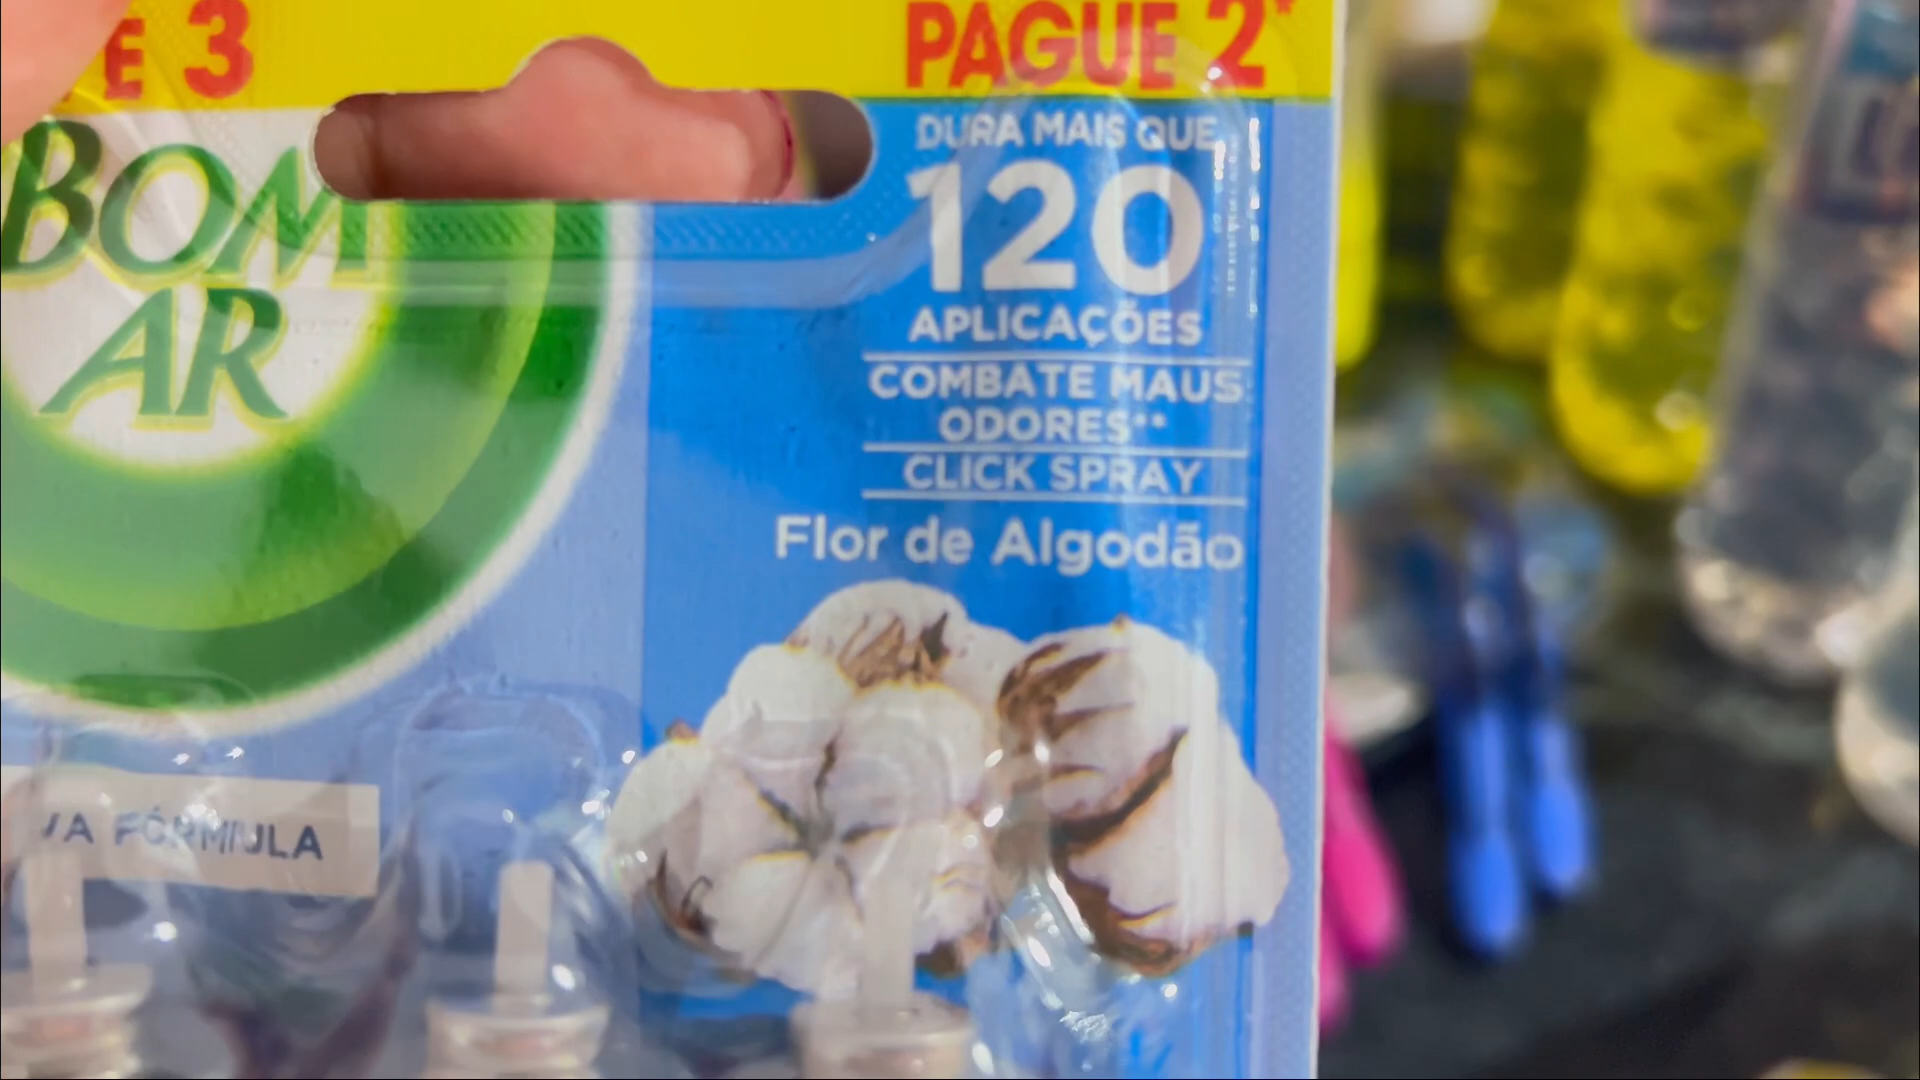 E 3
PAGUE 2*
BOM
AR
DURA MAIS QUE
120
APLICAÇÕES
COMBATE MAUS
ODORES**
CLICK SPRAY
Flor de Algodão
VA FÓRMULA